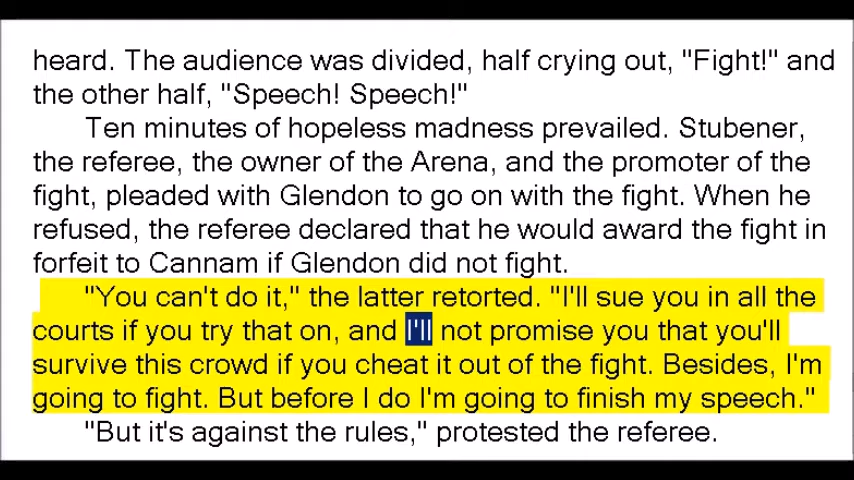 heard. The audience was divided, half crying out, "Fight!" and
the other half, "Speech! Speech!"
Ten minutes of hopeless madness prevailed. Stubener,
the referee, the owner of the Arena, and the promoter of the
fight, pleaded with Glendon to go on with the fight. When he
refused, the referee declared that he would award the fight in
forfeit to Cannam if Glendon did not fight.
"You can't do it," the latter retorted. "I'll sue you in all the
courts if you try that on, and I'll not promise you that you'll
survive this crowd if you cheat it out of the fight. Besides, I'm
going to fight. But before I do I'm going to finish my speech."
"But it's against the rules," protested the referee.